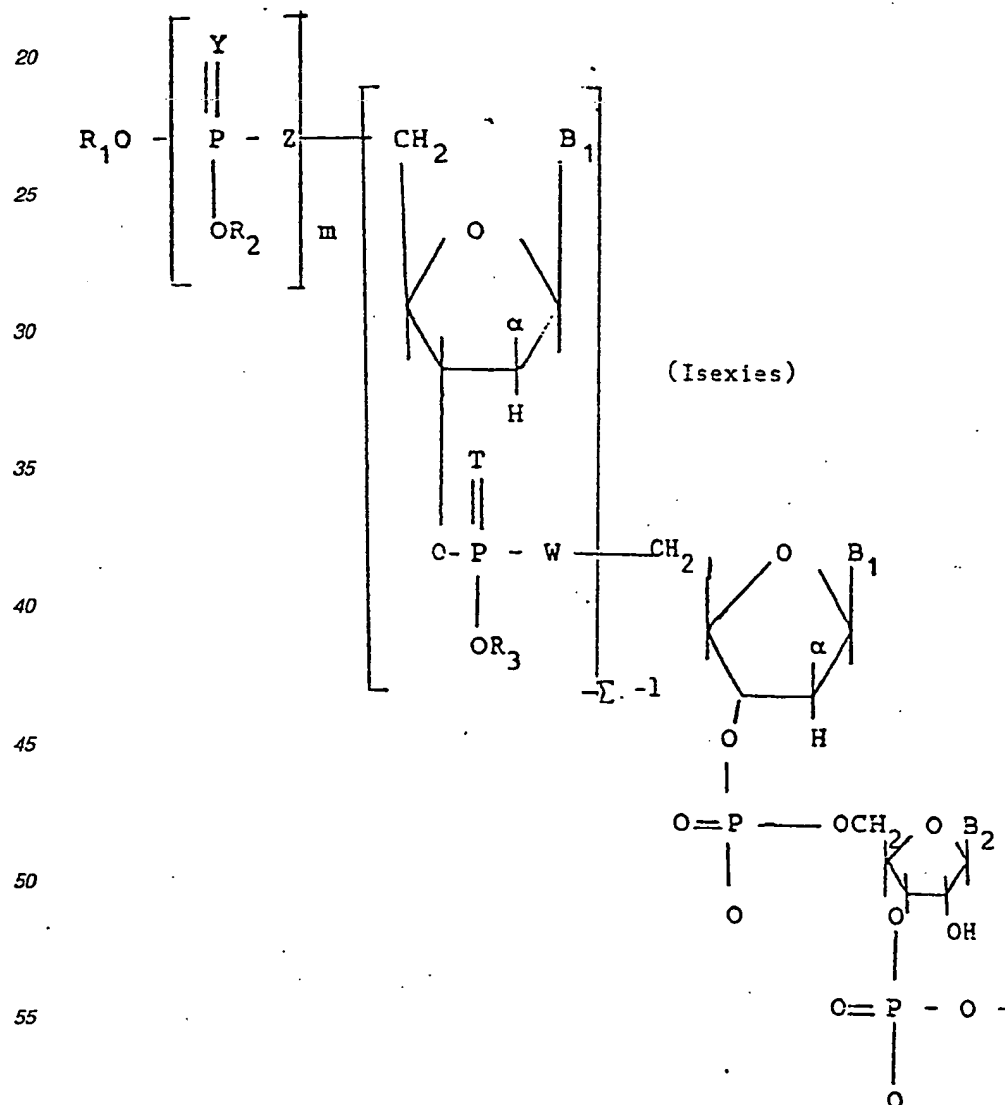 20 Y
R₁O - P - Z CH₂ B₁
25
OR₂ m O
30 α
(Isexies)
H
35 T
O - P - W CH₂ O B₁
40
OR₃ α
-Σ. -1
45 O H
O=P OCH₂ O B₂
50
O O OH
55 O=P - O -
O